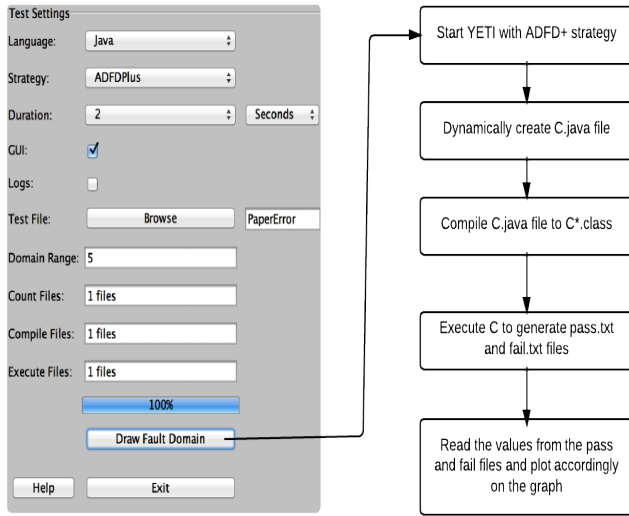 Test Settings
Language: Java
Strategy: ADFDPlus
Duration: 2 Seconds
GUI:
Logs:
Test File: Browse PaperError
Domain Range: 5
Count Files: 1 files
Compile Files: 1 files
Execute Files: 1 files
100%
Draw Fault Domain
Help Exit
Start YETI with ADFD+ strategy
Dynamically create C.java file
Compile C.java file to C*.class
Execute C to generate pass.txt
and fail.txt files
Read the values from the pass
and fail files and plot accordingly
on the graph